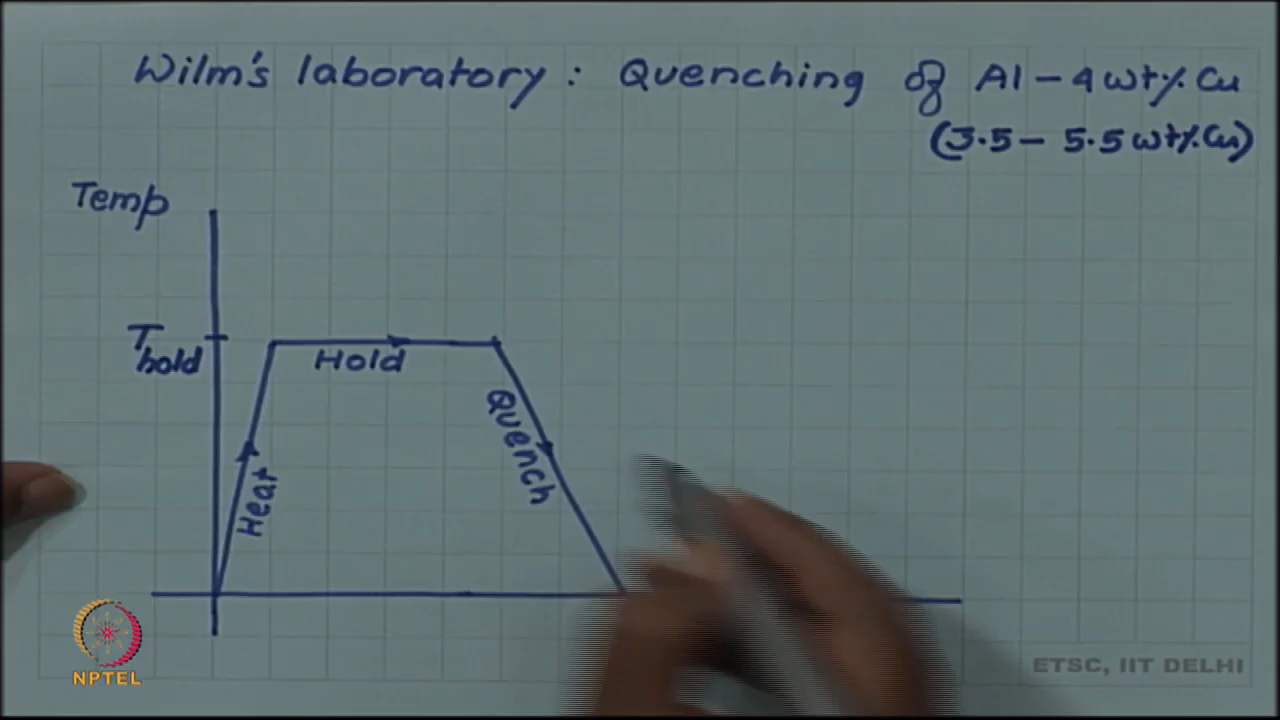 Wilm's laboratory : Quenching of Al - 4 wt% Cu
(3.5 - 5.5 wt% Cu)
Temp
T hold
Hold
Heat
Quench
NPTEL
ETSC, IIT DELHI